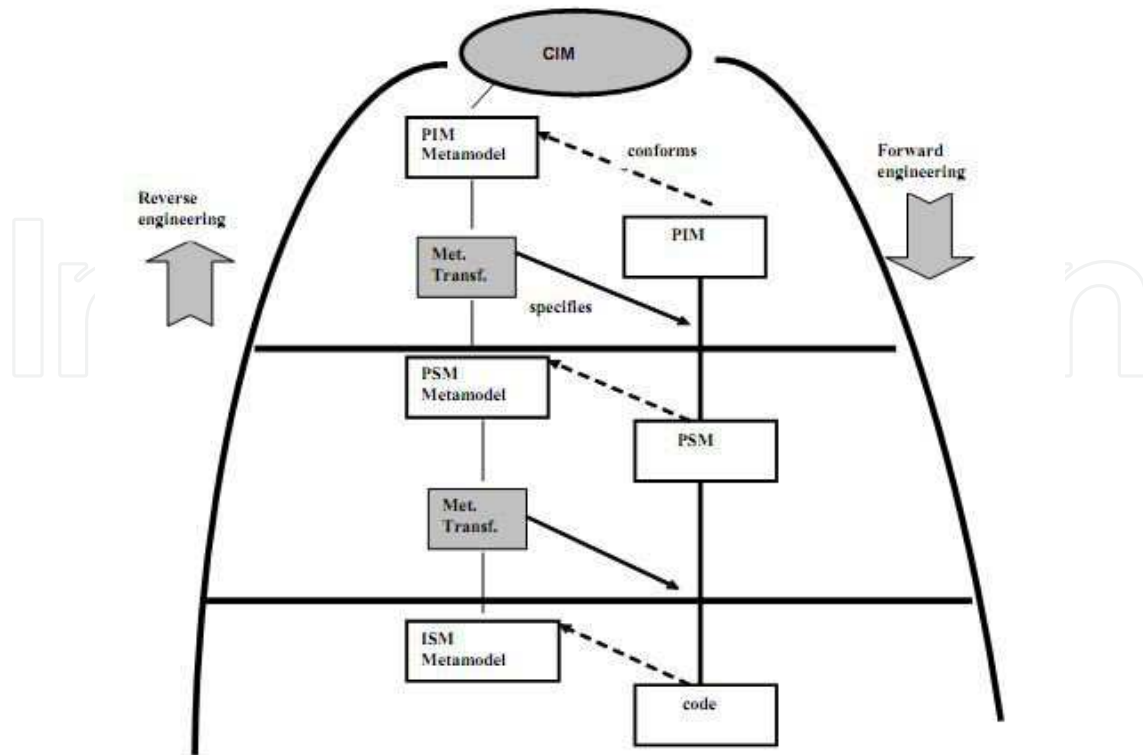 CIM
PIM
Metamodel
conforms
Forward
engineering
Reverse
engineering
PIM
Met.
Transf.
specifies
PSM
Metamodel
PSM
Met.
Transf.
ISM
Metamodel
code